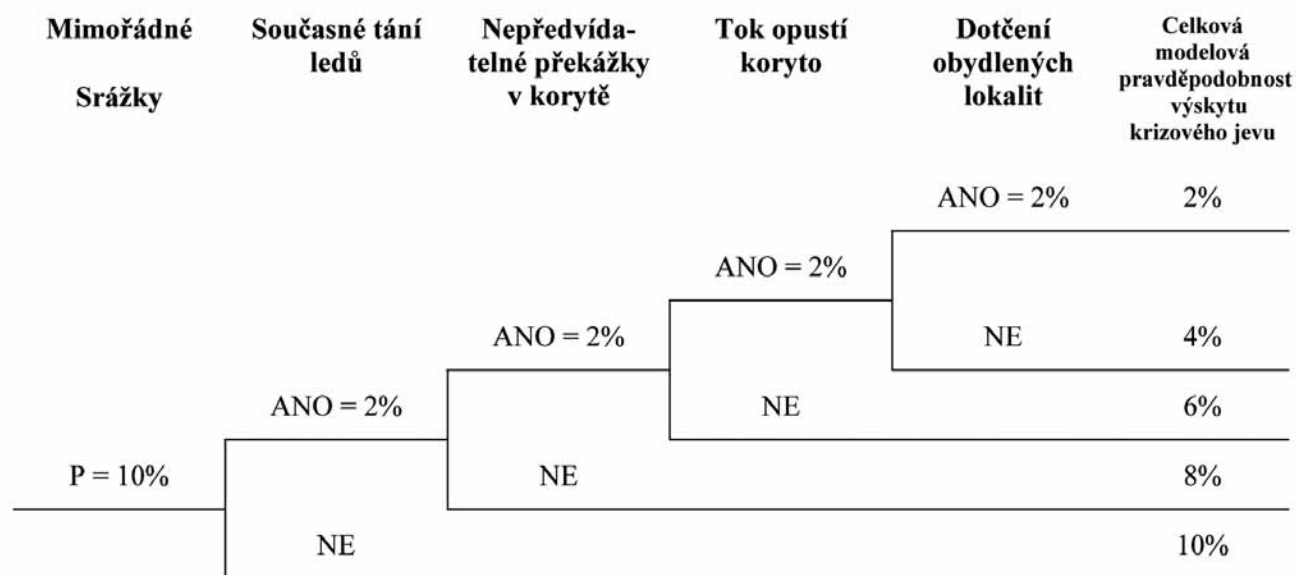 Mimořádné
Srážky
Současné tání
ledů
Nepředvída-
telné překážky
v korytě
Tok opustí
koryto
Dotčení
obydlených
lokalit
Celková
modelová
pravděpodobnost
výskytu
krizového jevu
ANO = 2%
2%
ANO = 2%
ANO = 2%
NE
4%
ANO = 2%
NE
6%
P = 10%
NE
8%
NE
10%